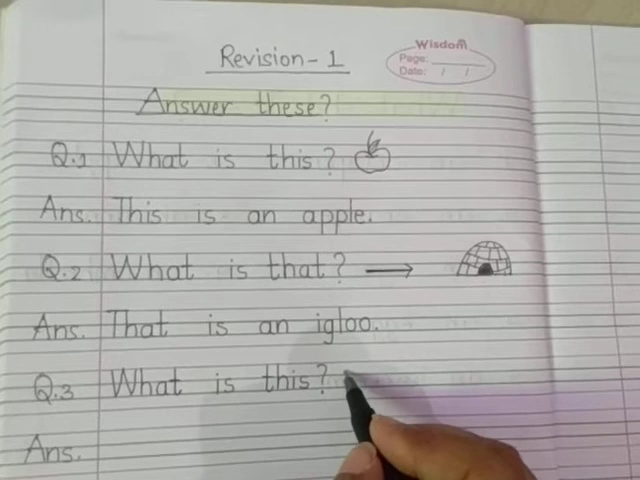 Wisdom
Revision - 1
Page:
Date: / /
Answer these?
Q.1 What is this?
Ans. This is an apple.
Q.2 What is that? →
Ans. That is an igloo.
Q.3 What is this?
Ans.